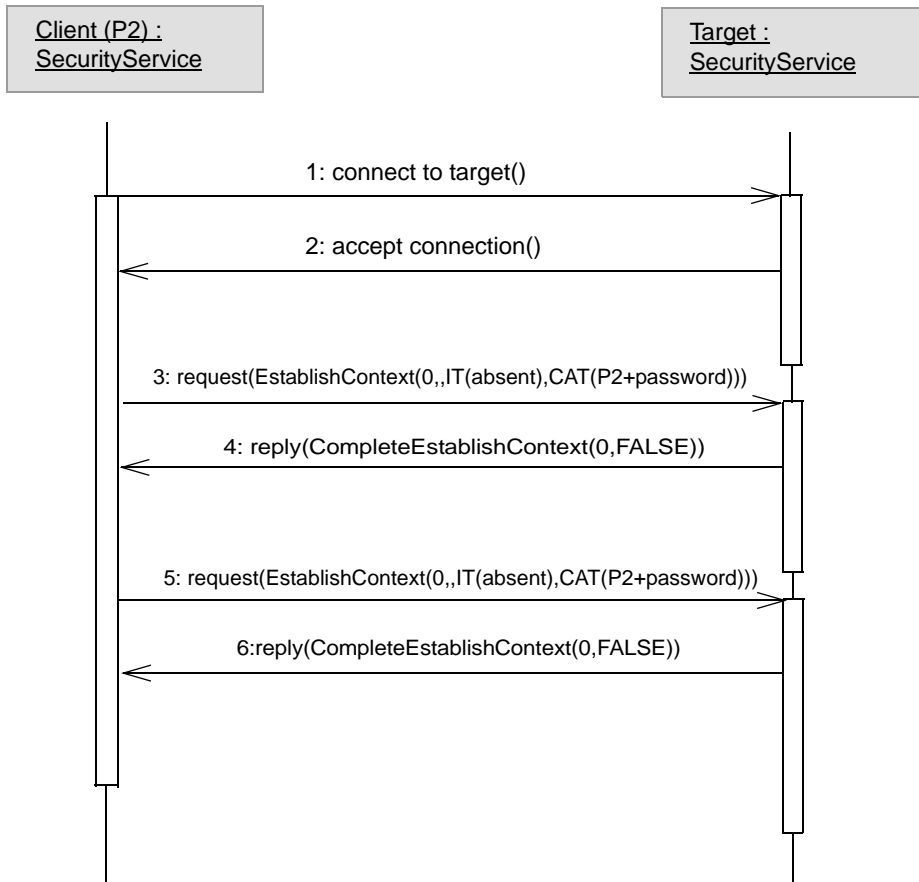 Client (P2) :
SecurityService
Target :
SecurityService
1: connect to target()
2: accept connection()
3: request(EstablishContext(0,,IT(absent),CAT(P2+password)))
4: reply(CompleteEstablishContext(0,FALSE))
5: request(EstablishContext(0,,IT(absent),CAT(P2+password)))
6:reply(CompleteEstablishContext(0,FALSE))